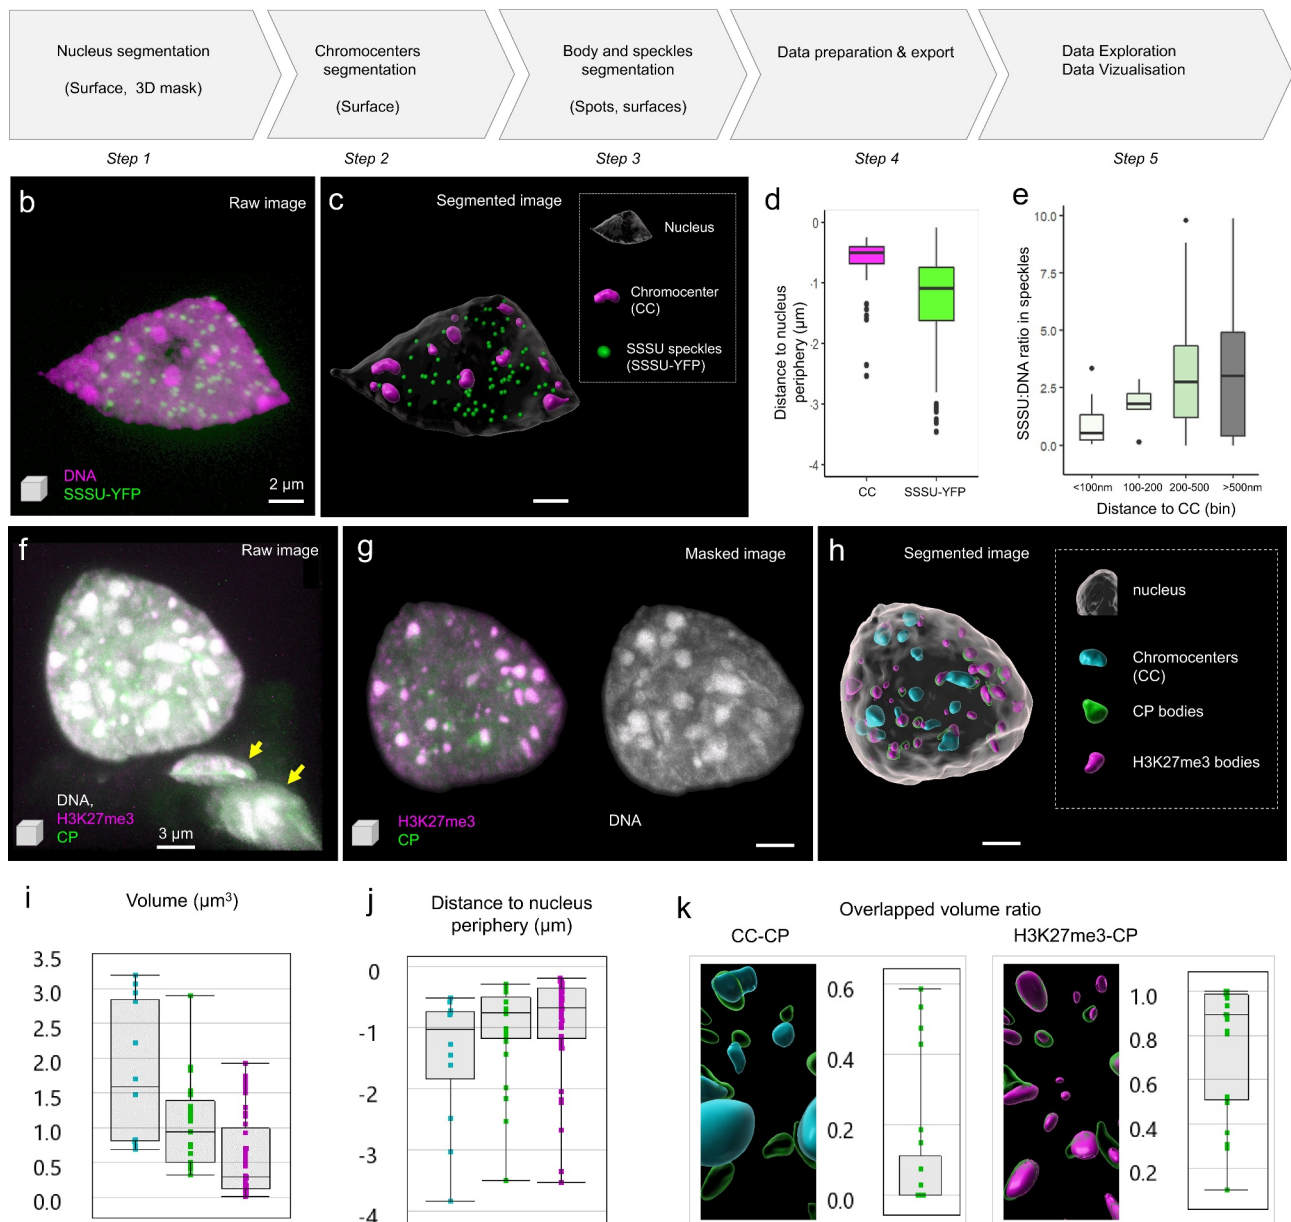 Nucleus segmentation
(Surface, 3D mask)
Chromocenters
segmentation
(Surface)
Body and speckles
segmentation
(Spots, surfaces)
Data preparation & export
Data Exploration
Data Vizualisation
Step 1
Step 2
Step 3
Step 4
Step 5
b
Raw image
DNA
SSSU-YFP
2 µm
c
Segmented image
Nucleus
Chromocenter
(CC)
SSSU speckles
(SSSU-YFP)
d
Distance to nucleus
periphery (µm)
0
-1
-2
-3
-4
CC
SSSU-YFP
e
SSSU:DNA ratio in speckles
10.0
7.5
5.0
2.5
0.0
<100nm
100-200
200-500
>500nm
Distance to CC (bin)
f
Raw image
DNA,
H3K27me3
CP
3 µm
g
Masked image
H3K27me3
CP
DNA
h
Segmented image
nucleus
Chromocenters
(CC)
CP bodies
H3K27me3 bodies
i
Volume (µm³)
3.5
3.0
2.5
2.0
1.5
1.0
0.5
0.0
j
Distance to nucleus
periphery (µm)
0
-1
-2
-3
-4
k
Overlapped volume ratio
CC-CP
0.6
0.4
0.2
0.0
H3K27me3-CP
1.0
0.8
0.6
0.4
0.2